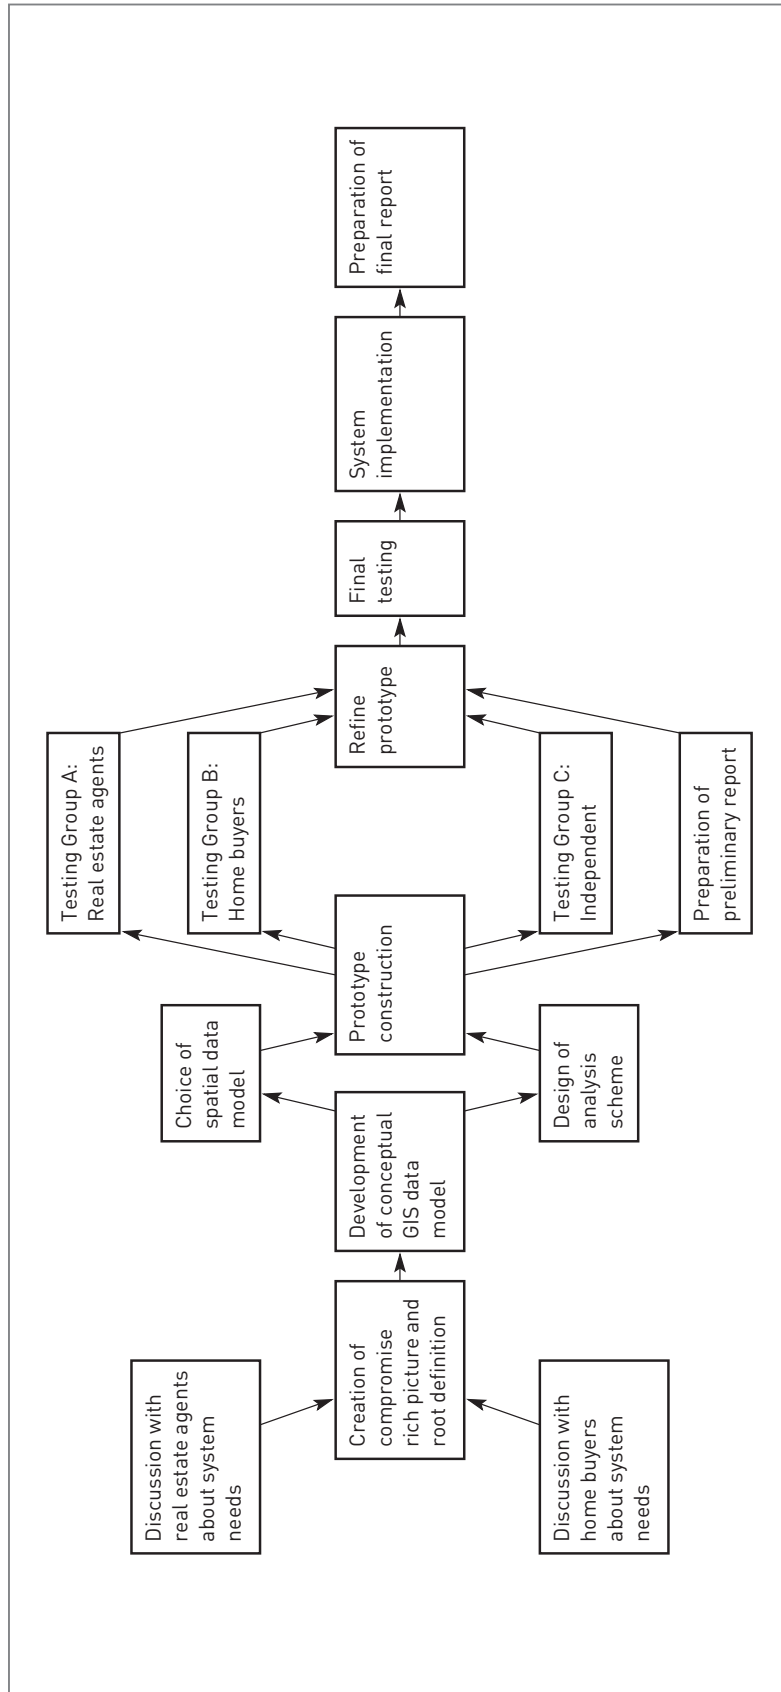 Discussion with
real estate agents
about system
needs
Discussion with
home buyers
about system
needs
Creation of
compromise
rich picture and
root definition
Development
of conceptual
GIS data
model
Choice of
spatial data
model
Design of
analysis
scheme
Prototype
construction
Testing Group A:
Real estate agents
Testing Group B:
Home buyers
Testing Group C:
Independent
Preparation of
preliminary report
Refine
prototype
Final
testing
System
implementation
Preparation of
final report